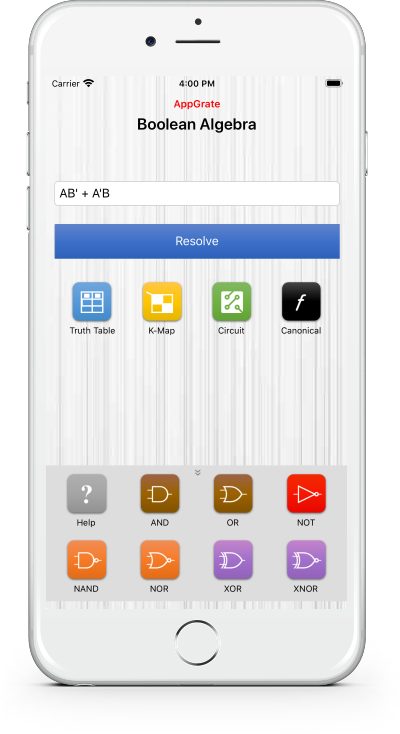 Carrier 4:00 PM
AppGrate
Boolean Algebra
AB' + A'B
Resolve
Truth Table K-Map Circuit Canonical
f
?
Help AND OR NOT
NAND NOR XOR XNOR